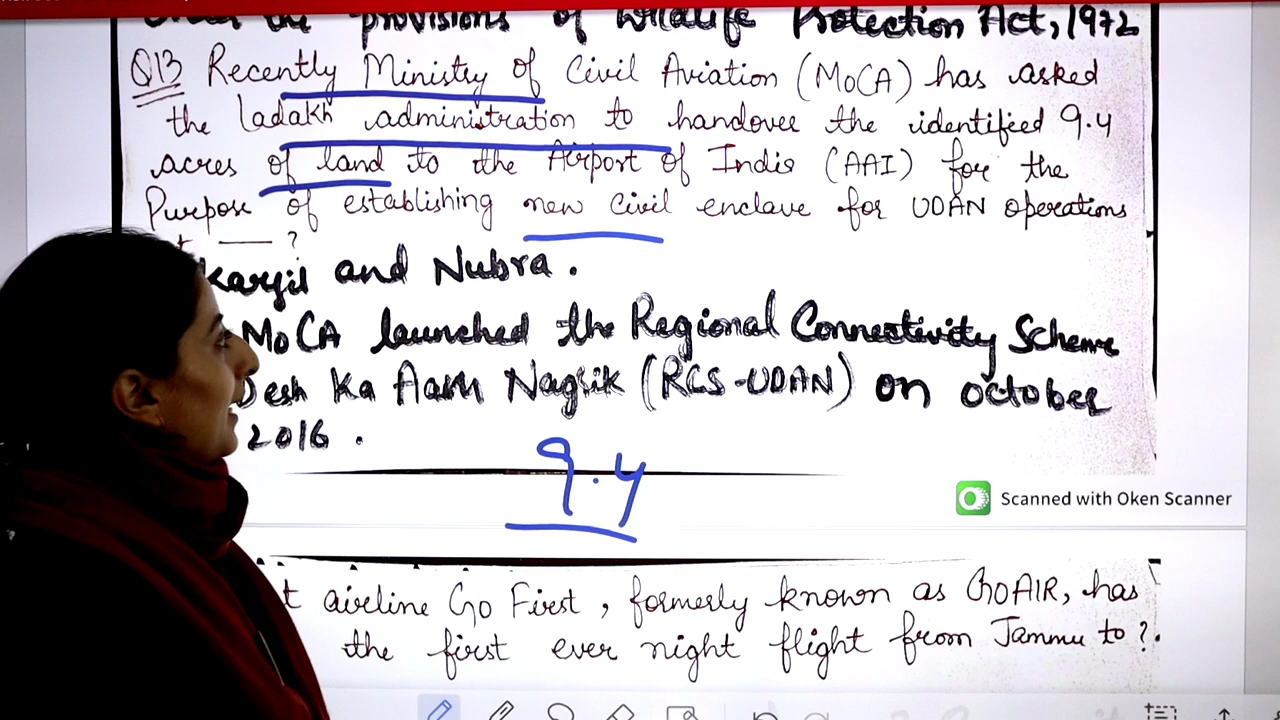 the provisions of Wildlife Protection Act, 1972
Q13 Recently Ministry of Civil Aviation (MoCA) has asked
the Ladakh administration to handover the identified 9.4
acres of land to the Airport of India (AAI) for the
Purpose of establishing new Civil enclave for UDAN operations
?
Kargil and Nubra.
MoCA launched the Regional Connectivity Scheme
Desh Ka Aam Nagrik (RCS-UDAN) on October
2016.
9.4
Scanned with Oken Scanner
airline Go First, formerly known as GOAIR, has
the first ever night flight from Jammu to ?.